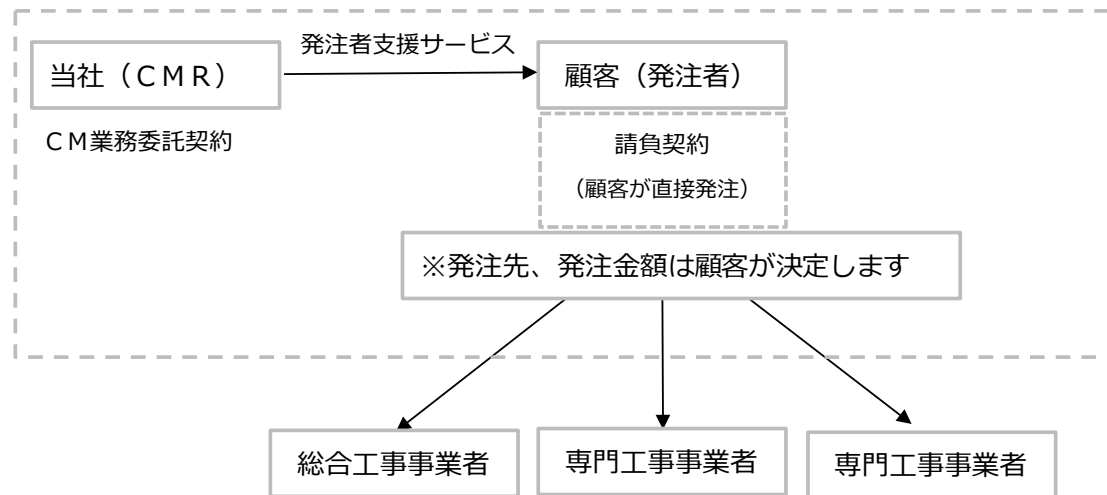 発注者支援サービス
当社（ＣＭＲ）
顧客（発注者）
ＣＭ業務委託契約
請負契約
（顧客が直接発注）
※発注先、発注金額は顧客が決定します
総合工事事業者
専門工事事業者
専門工事事業者